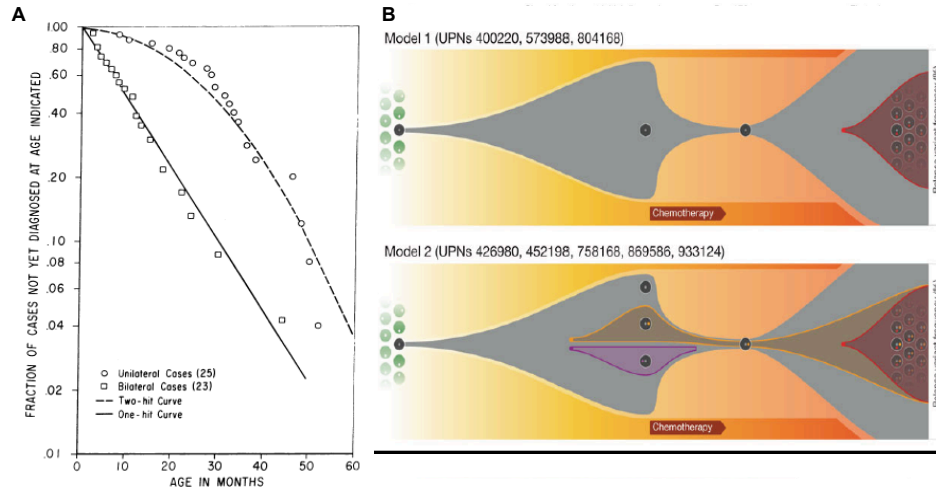 A
FRACTION OF CASES NOT YET DIAGNOSED AT AGE INDICATED
1.00
.80
.60
.40
.20
.10
.08
.06
.04
.02
.01
Unilateral Cases (25)
Bilateral Cases (23)
Two-hit Curve
One-hit Curve
0 10 20 30 40 50 60
AGE IN MONTHS
B
Model 1 (UPNs 400220, 573988, 804168)
Chemotherapy
Model 2 (UPNs 426980, 452198, 758168, 869586, 933124)
Chemotherapy